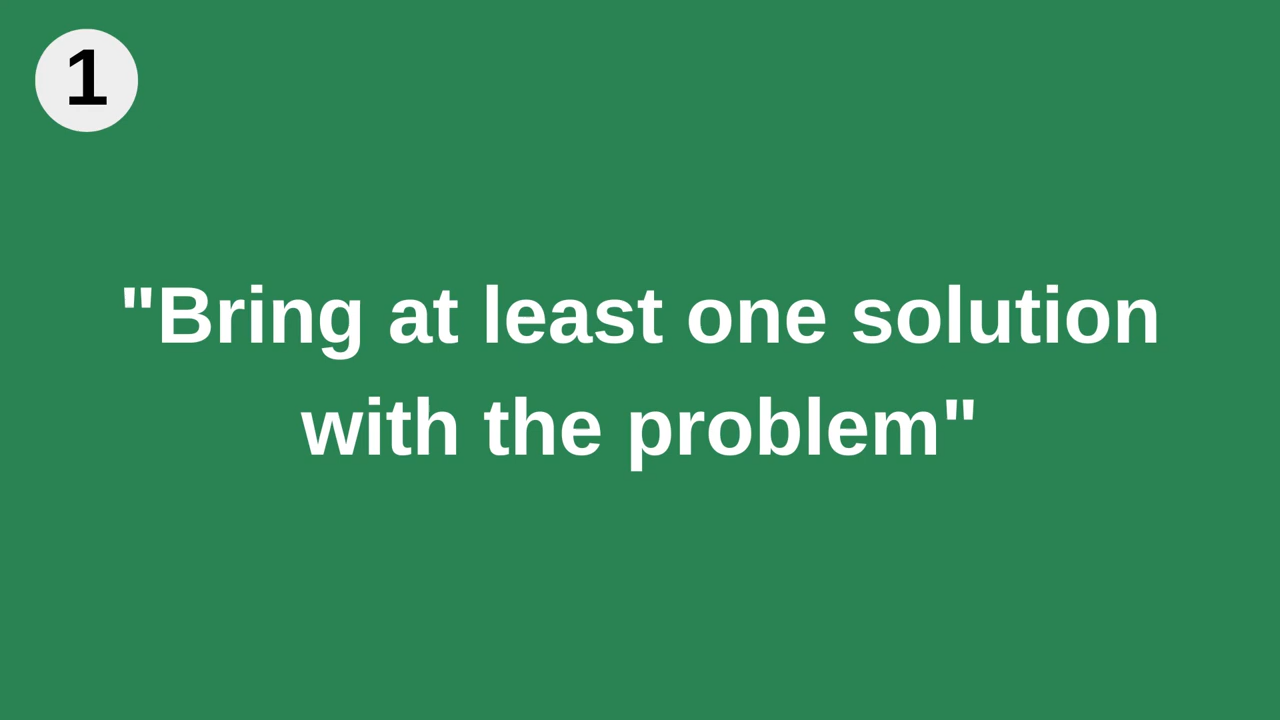 1
"Bring at least one solution
with the problem"